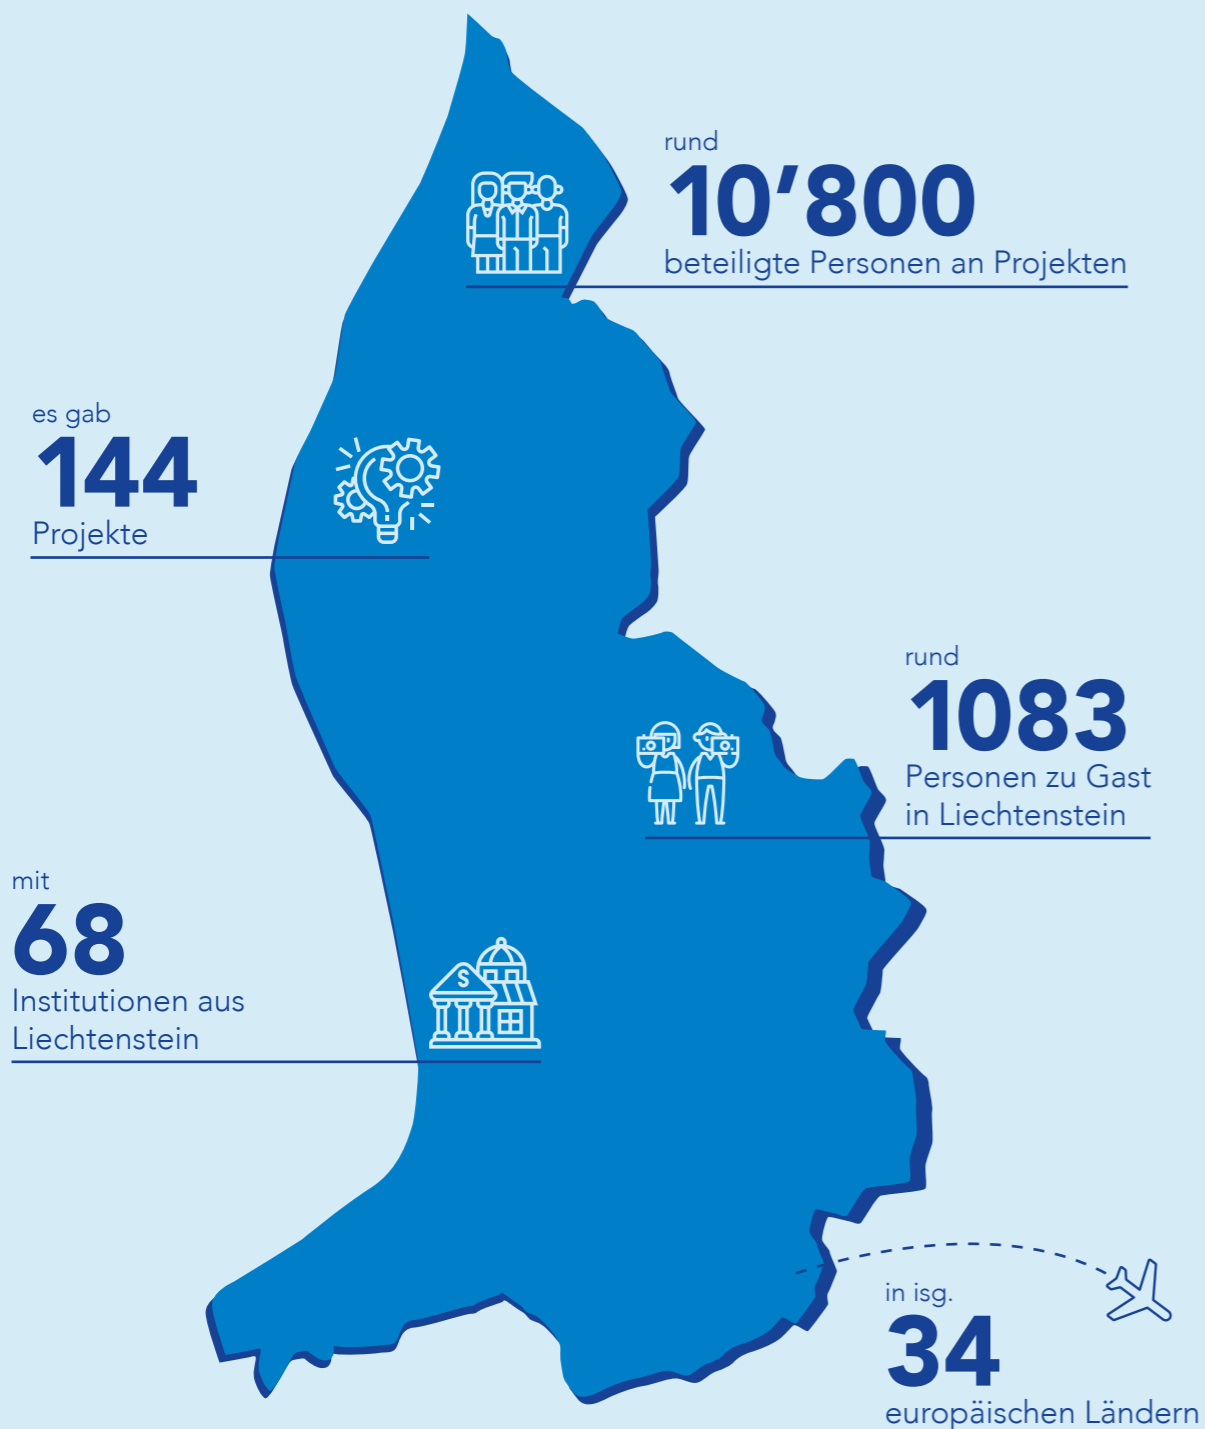 rund
10’800
beteiligte Personen an Projekten
es gab
144
Projekte
rund
1083
Personen zu Gast
in Liechtenstein
mit
68
Institutionen aus
Liechtenstein
S
in isg.
34
europäischen Ländern